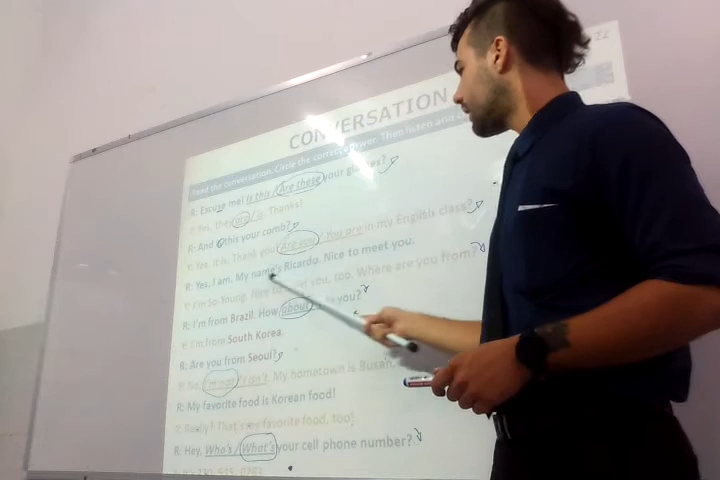 CONVERSATION
Read the conversation. Circle the correct answer. Then listen and
R: Excuse me! Is this / Are these your glasses?
Y: Yes, they are / is. Thanks!
R: And is this your comb?
Y: Yes, it is. Thank you! Are you / You are in my English class?
R: Yes, I am. My name's Ricardo. Nice to meet you.
Y: I'm So Young. Nice to meet you, too. Where are you from?
R: I'm from Brazil. How about you?
Y: I'm from South Korea.
R: Are you from Seoul?
Y: No, I'm not / I isn't. My hometown is Busan.
R: My favorite food is Korean food!
Y: Really? That's my favorite food, too!
R: Hey, Who's / What's your cell phone number?